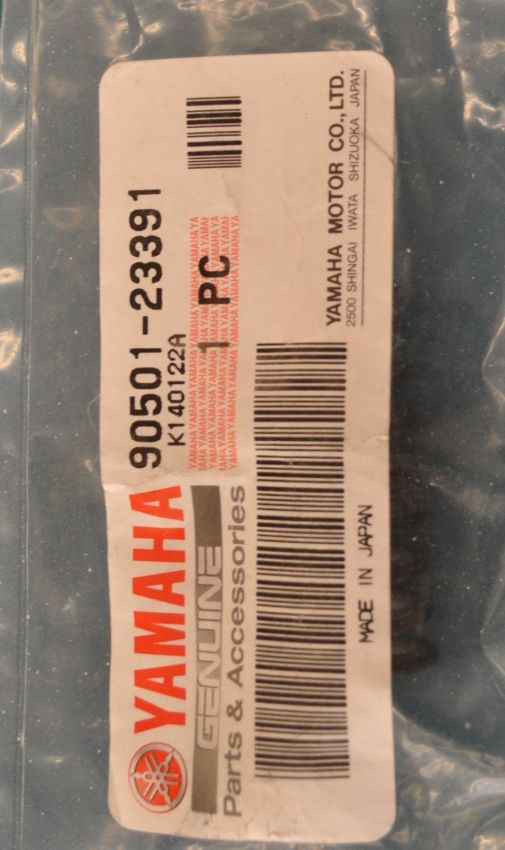 YAMAHA
GENUINE
Parts & Accessories
90501-23391
K140122A
1 PC
MADE IN JAPAN
YAMAHA MOTOR CO.,LTD.
2500 SHINGAI IWATA SHIZUOKA JAPAN